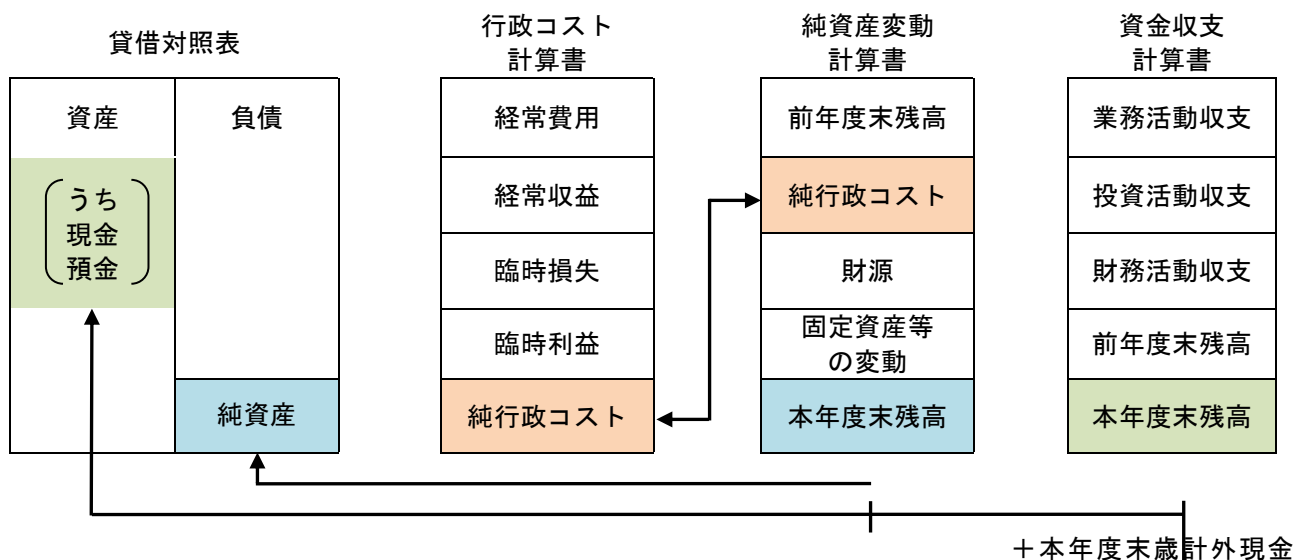 貸借対照表
資産
負債
うち
現金
預金
純資産
行政コスト
計算書
経常費用
経常収益
臨時損失
臨時利益
純行政コスト
純資産変動
計算書
前年度末残高
純行政コスト
財源
固定資産等
の変動
本年度末残高
資金収支
計算書
業務活動収支
投資活動収支
財務活動収支
前年度末残高
本年度末残高
＋本年度末歳計外現金